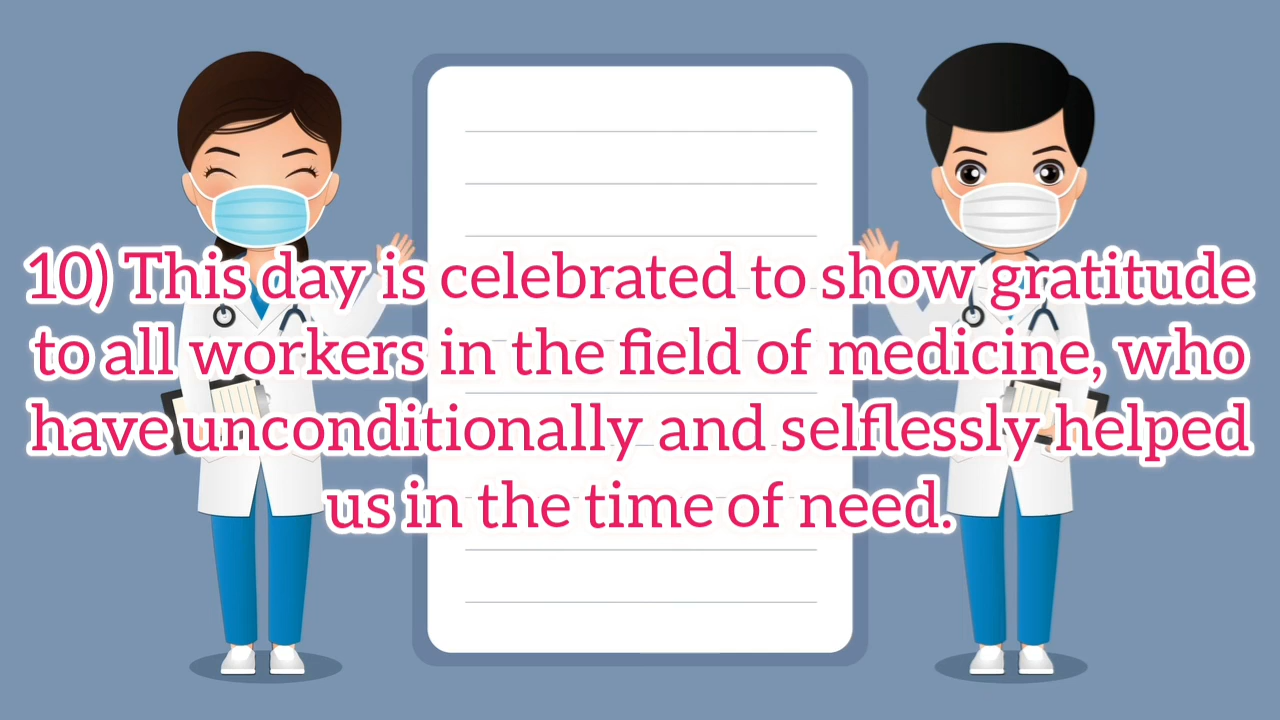 10) This day is celebrated to show gratitude
to all workers in the field of medicine, who
have unconditionally and selflessly helped
us in the time of need.